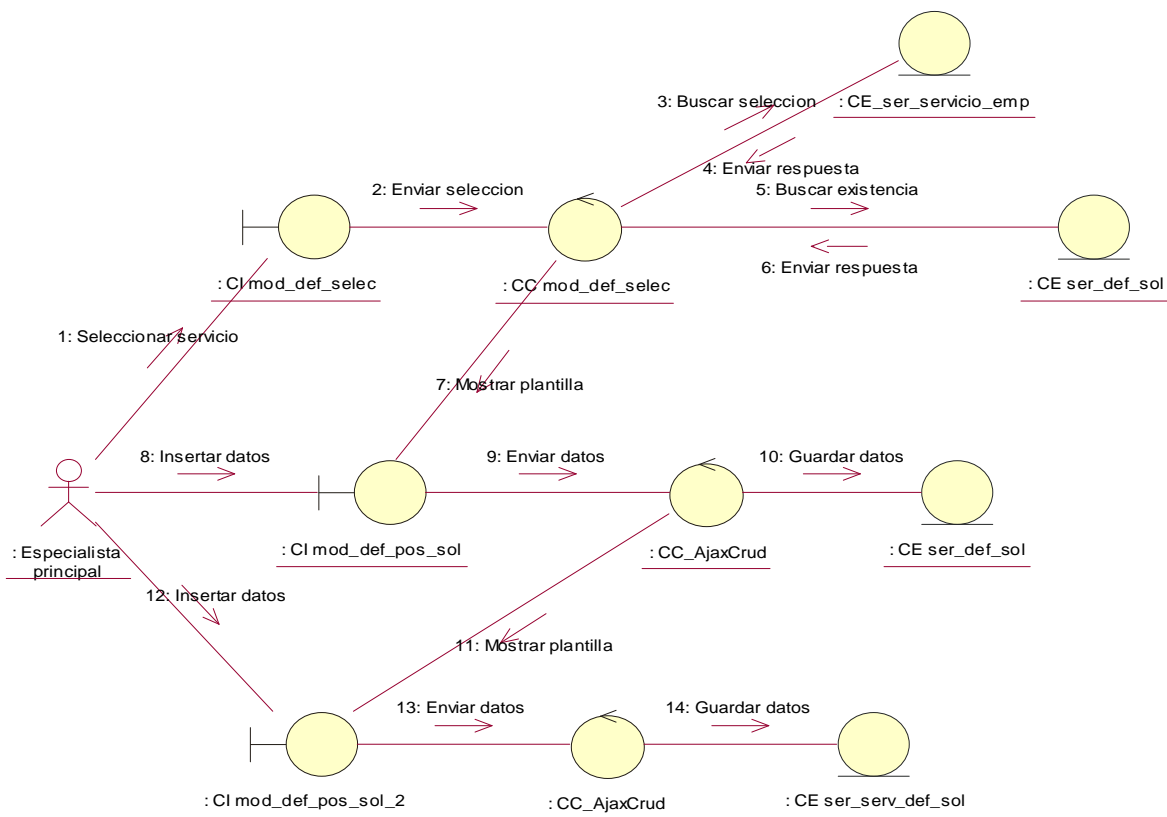 3: Buscar seleccion
: CE_ser_servicio_emp
4: Enviar respuesta
2: Enviar seleccion
5: Buscar existencia
6: Enviar respuesta
: CI mod_def_selec
: CC mod_def_selec
: CE ser_def_sol
1: Seleccionar servicio
7: Mostrar plantilla
8: Insertar datos
9: Enviar datos
10: Guardar datos
: Especialista
principal
: CI mod_def_pos_sol
: CC_AjaxCrud
: CE ser_def_sol
12: Insertar datos
11: Mostrar plantilla
13: Enviar datos
14: Guardar datos
: CI mod_def_pos_sol_2
: CC_AjaxCrud
: CE ser_serv_def_sol